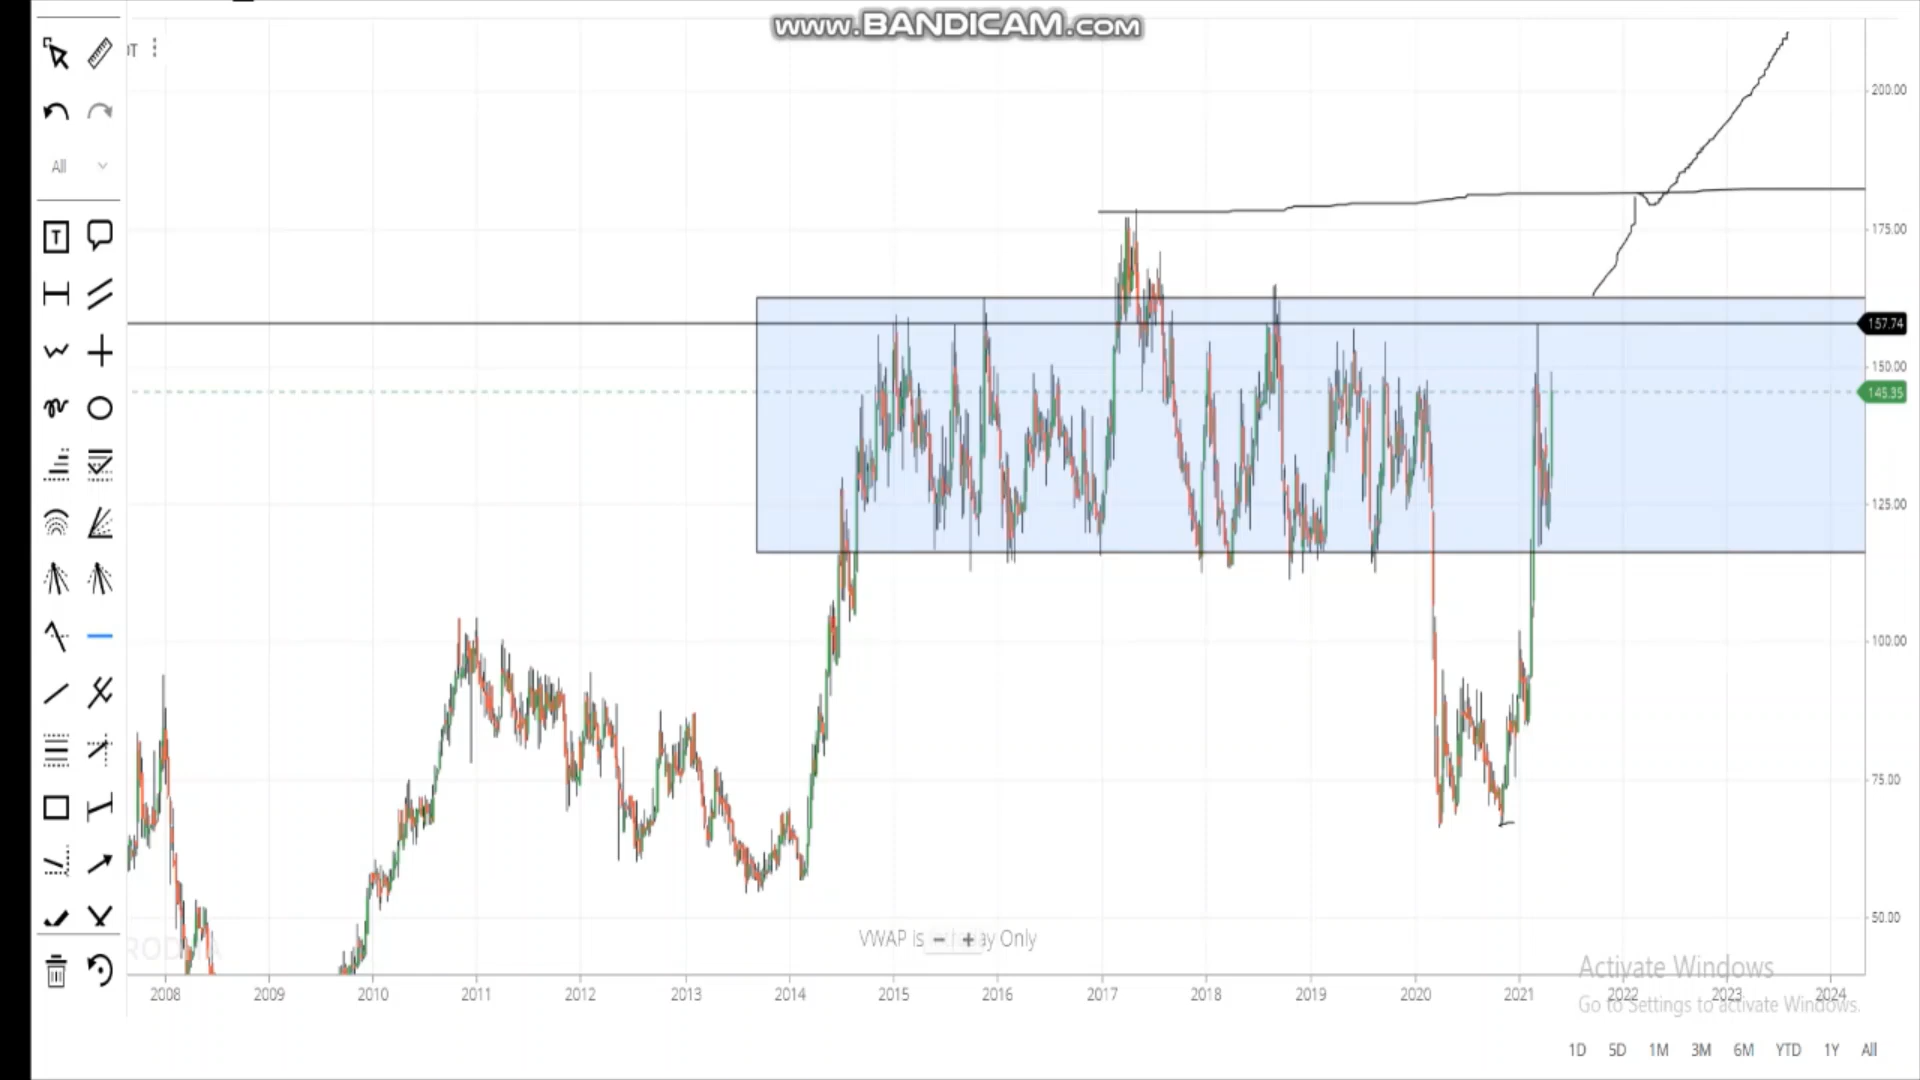 www.BANDICAM.com
All
T
200.00
175.00
157.74
150.00
145.35
125.00
100.00
75.00
50.00
VWAP is
ay Only
Activate Windows
2008 2009 2010 2011 2012 2013 2014 2015 2016 2017 2018 2019 2020 2021 2022 2023 2024
Go to Settings to activate Windows.
1D 5D 1M 3M 6M YTD 1Y All